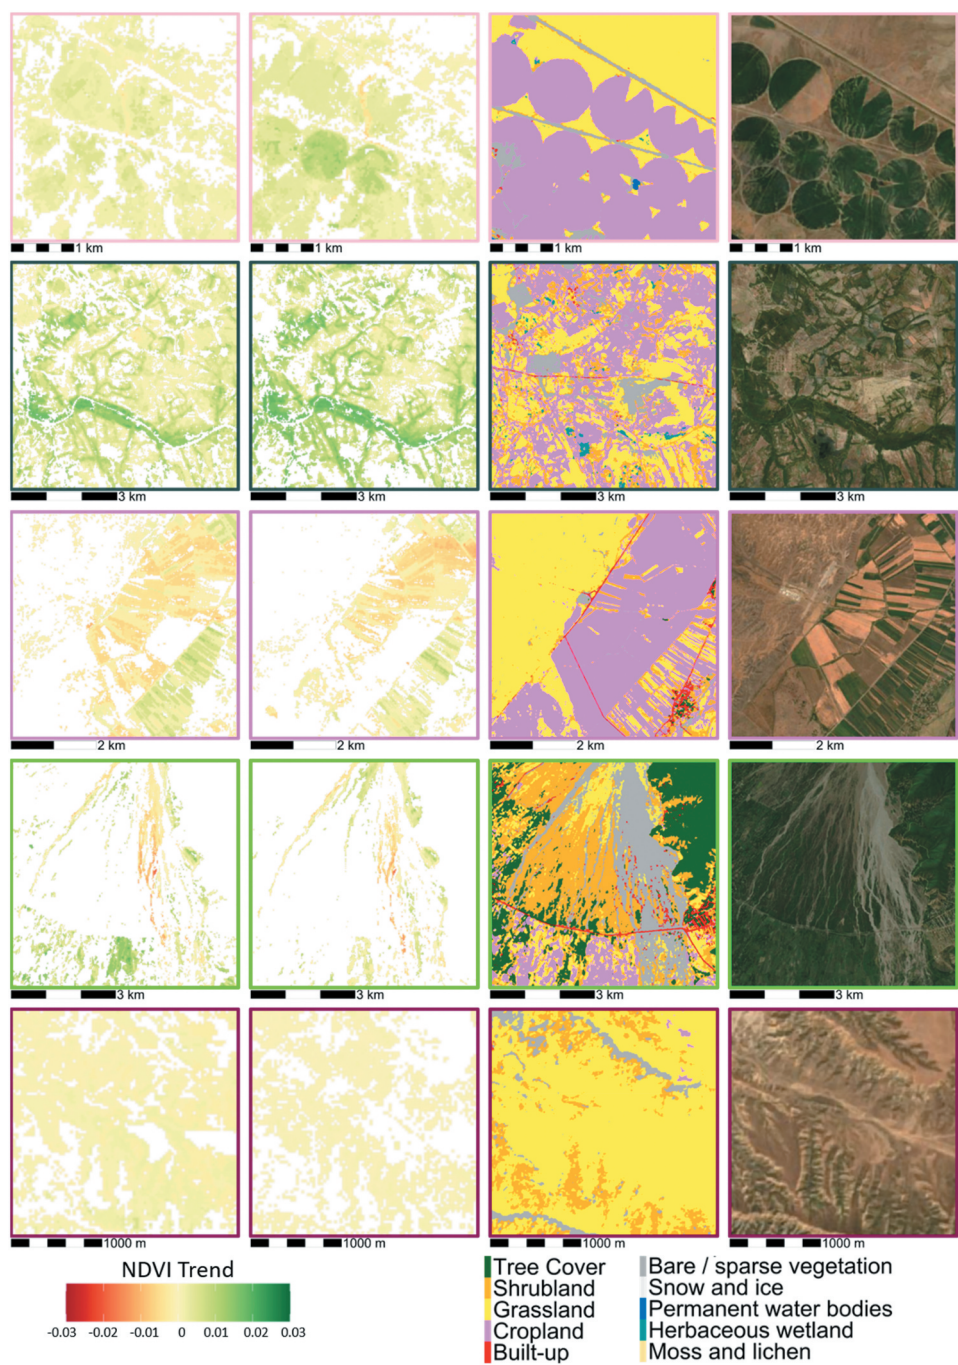 1 km 1 km 1 km 1 km
3 km 3 km 3 km 3 km
2 km 2 km 2 km 2 km
3 km 3 km 3 km 3 km
1000 m 1000 m 1000 m 1000 m
NDVI Trend
-0.03 -0.02 -0.01 0 0.01 0.02 0.03
Tree Cover
Shrubland
Grassland
Cropland
Built-up
Bare / sparse vegetation
Snow and ice
Permanent water bodies
Herbaceous wetland
Moss and lichen